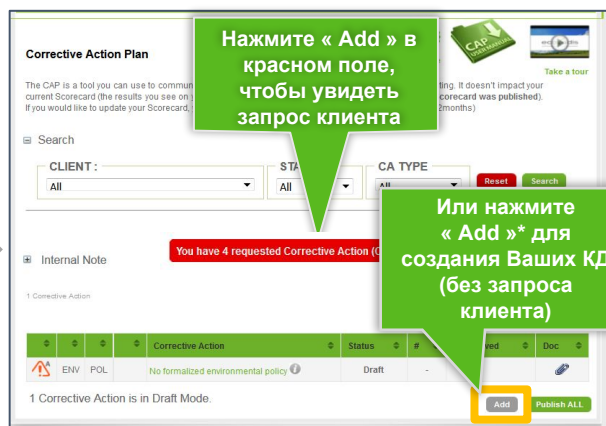 Нажмите « Add » в
красном поле,
чтобы увидеть
запрос клиента
CAP
USER MANUAL
Take a tour
Corrective Action Plan
The CAP is a tool you can use to commun
ting. It doesn't impact your
current Scorecard (the results you see on
corecard was published).
If you would like to update your Scorecard,
2months)
Search
CLIENT :
STA
CA TYPE
All
All
All
Reset
Search
Или нажмите
« Add »* для
создания Ваших КД
(без запроса
клиента)
You have 4 requested Corrective Action (C
Internal Note
1 Corrective Action
Corrective Action
Status
#
ved
Doc
ENV
POL
No formalized environmental policy
Draft
-
1 Corrective Action is in Draft Mode.
Add
Publish ALL